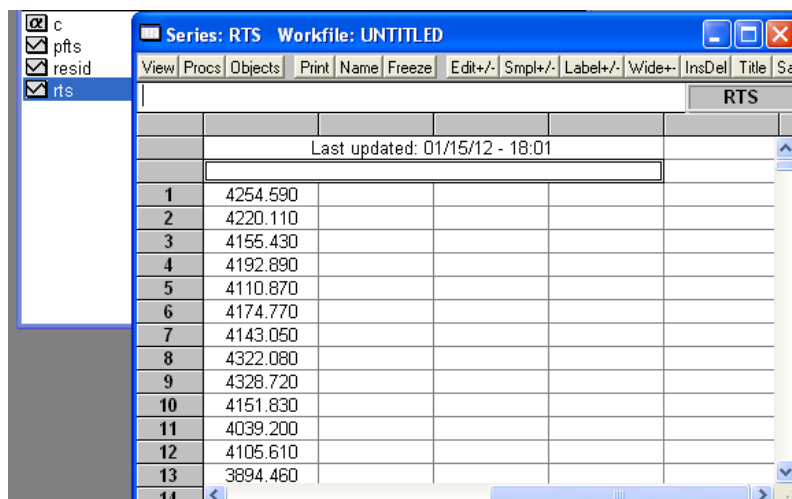 c
pfts
resid
rts
Series: RTS Workfile: UNTITLED
View Procs Objects Print Name Freeze Edit+/- Smpl+/- Label+/- Wide+- InsDel Title Sa
RTS
Last updated: 01/15/12 - 18:01
1 4254.590
2 4220.110
3 4155.430
4 4192.890
5 4110.870
6 4174.770
7 4143.050
8 4322.080
9 4328.720
10 4151.830
11 4039.200
12 4105.610
13 3894.460
14